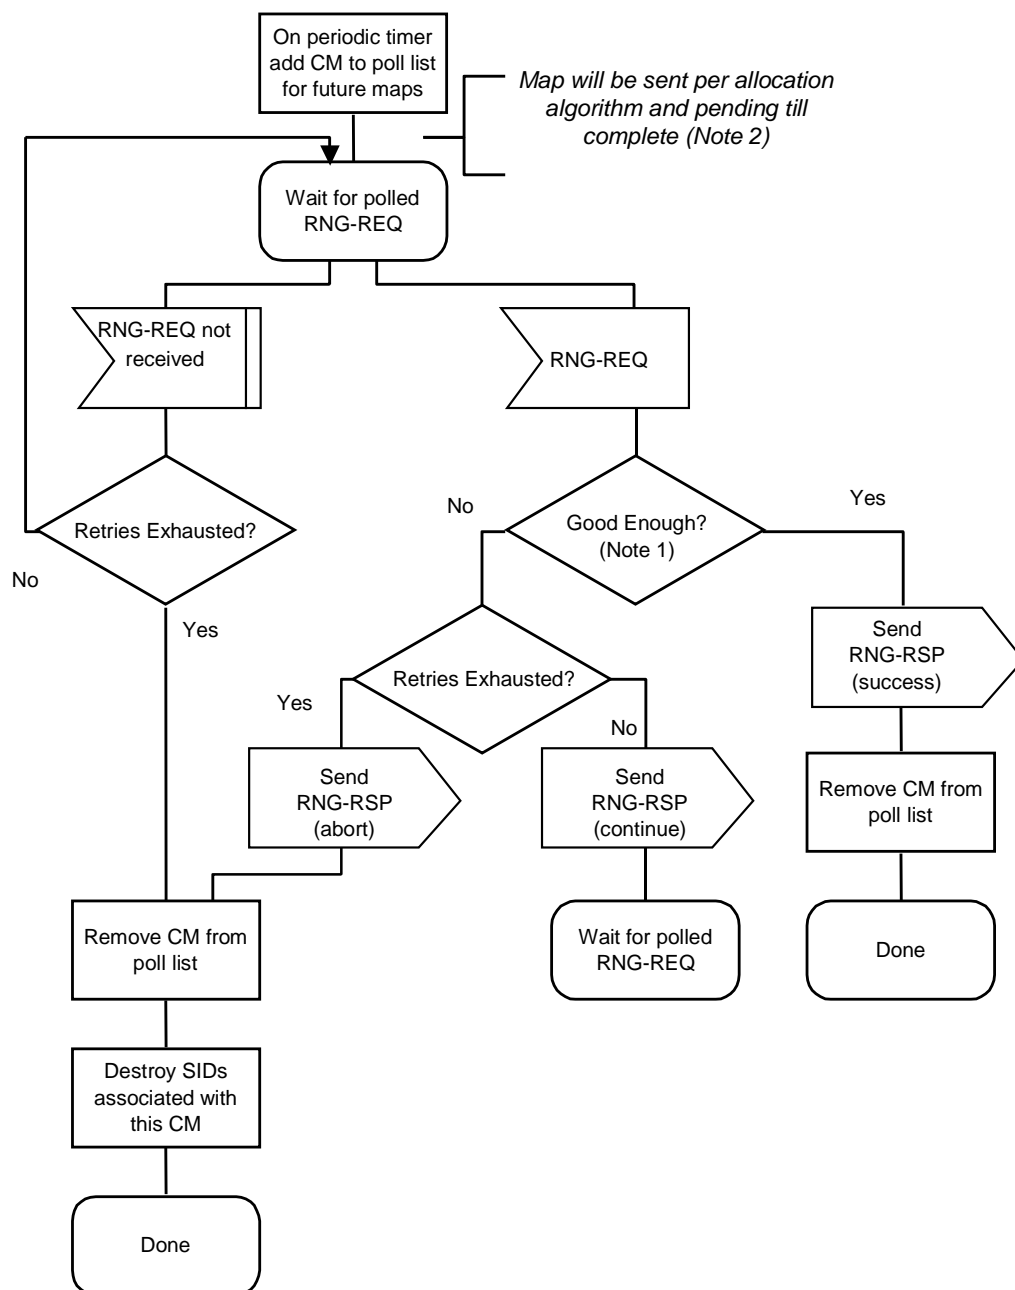 On periodic timer
add CM to poll list
for future maps
Map will be sent per allocation
algorithm and pending till
complete (Note 2)
Wait for polled
RNG-REQ
RNG-REQ not
received
RNG-REQ
Retries Exhausted?
No
Yes
No
Good Enough?
(Note 1)
Yes
Send
RNG-RSP
(success)
Retries Exhausted?
Yes
No
Send
RNG-RSP
(abort)
Send
RNG-RSP
(continue)
Remove CM from
poll list
Remove CM from
poll list
Wait for polled
RNG-REQ
Done
Destroy SIDs
associated with
this CM
Done